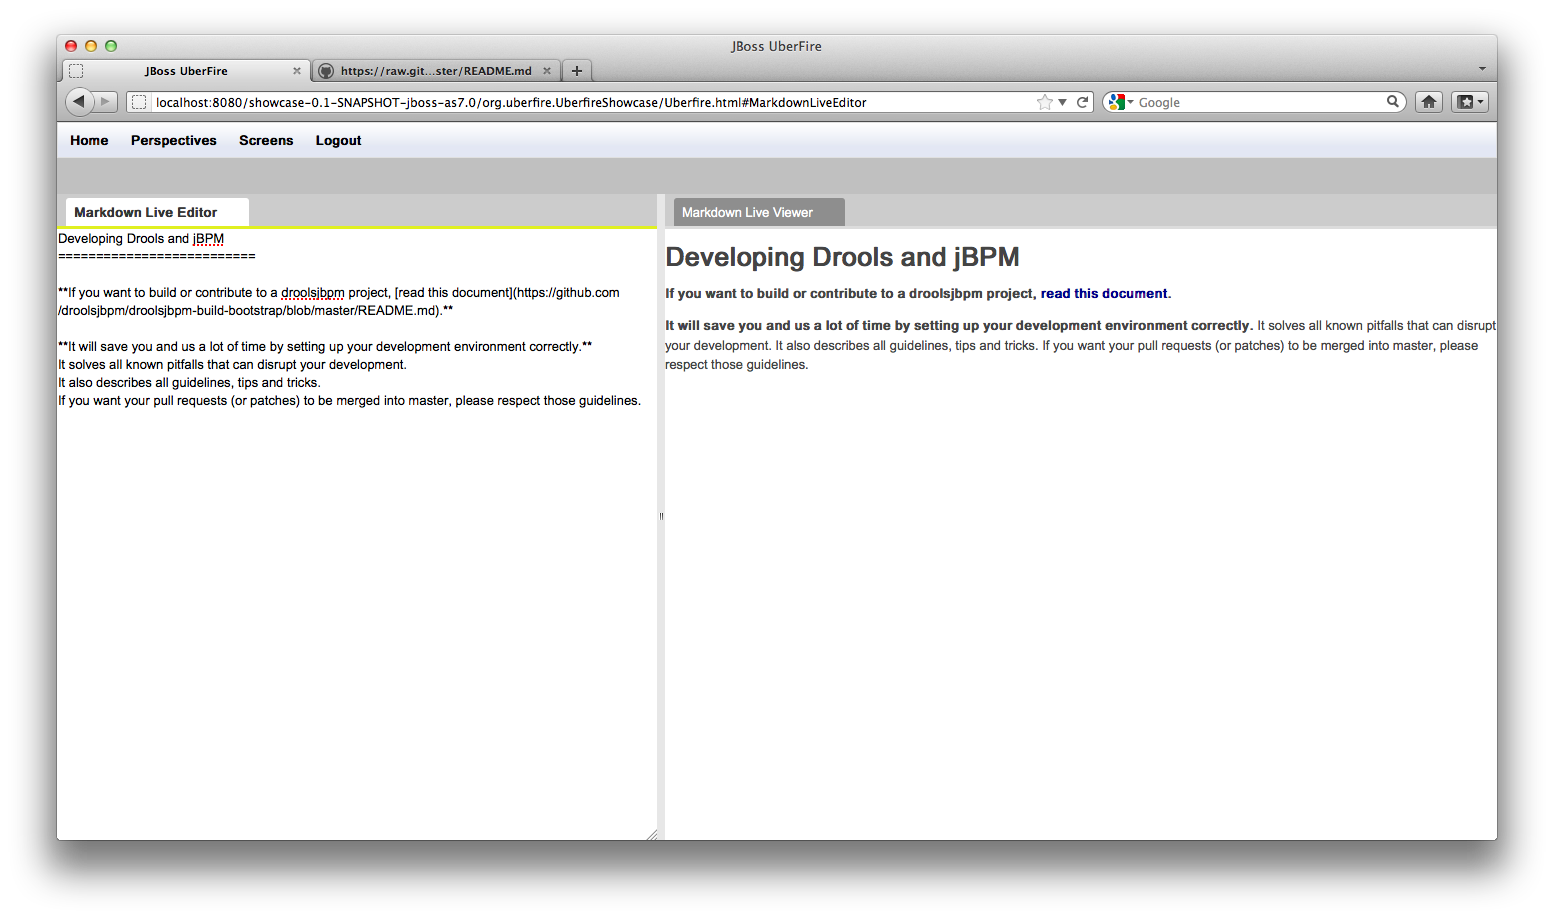 JBoss UberFire
JBoss UberFire
https://raw.git...ster/README.md
localhost:8080/showcase-0.1-SNAPSHOT-jboss-as7.0/org.uberfire.UberfireShowcase/Uberfire.html#MarkdownLiveEditor
Google
Home Perspectives Screens Logout
Markdown Live Editor
Developing Drools and jBPM
==========================
**If you want to build or contribute to a droolsjbpm project, [read this document](https://github.com
/droolsjbpm/droolsjbpm-build-bootstrap/blob/master/README.md).**
**It will save you and us a lot of time by setting up your development environment correctly.**
It solves all known pitfalls that can disrupt your development.
It also describes all guidelines, tips and tricks.
If you want your pull requests (or patches) to be merged into master, please respect those guidelines.
Markdown Live Viewer
Developing Drools and jBPM
If you want to build or contribute to a droolsjbpm project, read this document.
It will save you and us a lot of time by setting up your development environment correctly. It solves all known pitfalls that can disrupt
your development. It also describes all guidelines, tips and tricks. If you want your pull requests (or patches) to be merged into master, please
respect those guidelines.